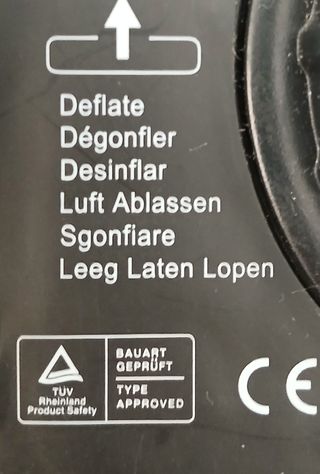 Deflate
Dégonfler
Desinflar
Luft Ablassen
Sgonfiare
Leeg Laten Lopen
TÜV
Rheinland
Product Safety
BAUART
GEPRÜFT
TYPE
APPROVED
CE